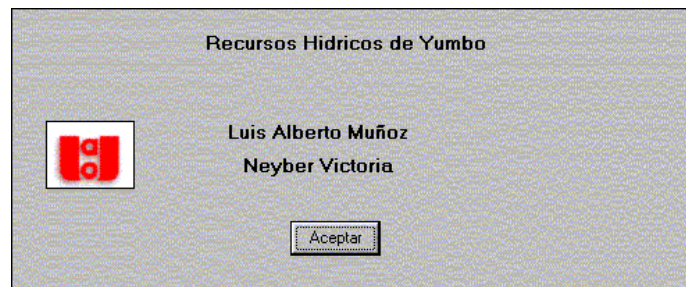 Recursos Hidricos de Yumbo
Luis Alberto Muñoz
Neyber Victoria
Aceptar